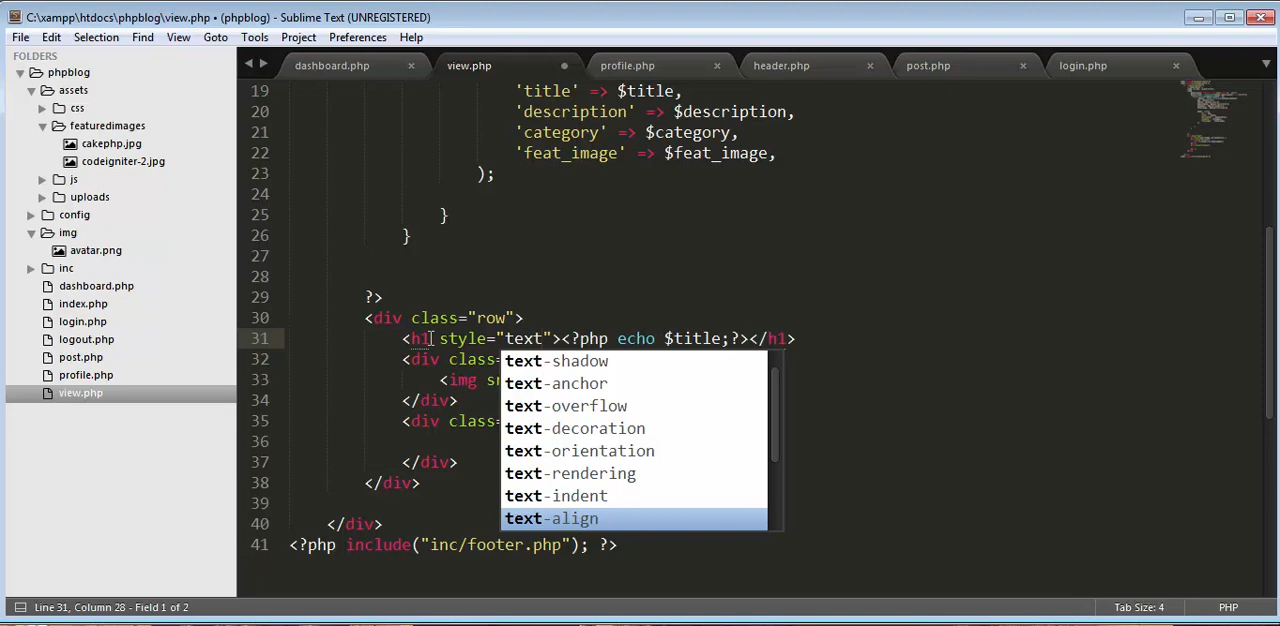 C:\xampp\htdocs\phpblog\view.php • (phpblog) - Sublime Text (UNREGISTERED)
File Edit Selection Find View Goto Tools Project Preferences Help
FOLDERS
phpblog
assets
css
featuredimages
cakephp.jpg
codeigniter-2.jpg
js
uploads
config
img
avatar.png
inc
dashboard.php
index.php
login.php
logout.php
post.php
profile.php
view.php
dashboard.php × view.php • profile.php × header.php × post.php × login.php ×
19 'title' => $title,
20 'description' => $description,
21 'category' => $category,
22 'feat_image' => $feat_image,
23 );
24
25 }
26 }
27
28
29 ?>
30 <div class="row">
31 <h1 style="text"><?php echo $title;?></h1>
32 <div class=
33 <img s
34 </div>
35 <div class=
36
37 </div>
38 </div>
39
40 </div>
41 <?php include("inc/footer.php"); ?>
text-shadow
text-anchor
text-overflow
text-decoration
text-orientation
text-rendering
text-indent
text-align
Line 31, Column 28 - Field 1 of 2 Tab Size: 4 PHP